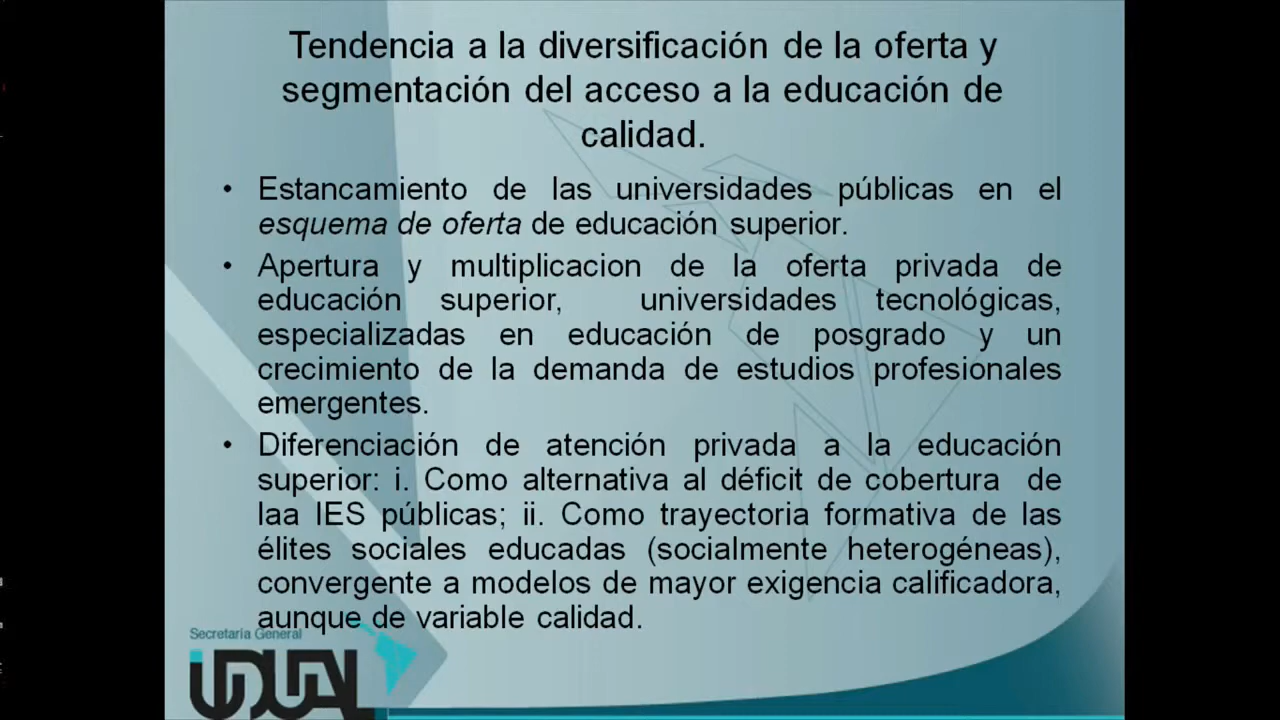 Tendencia a la diversificación de la oferta y
segmentación del acceso a la educación de
calidad.
• Estancamiento de las universidades públicas en el
esquema de oferta de educación superior.
• Apertura y multiplicacion de la oferta privada de
educación superior, universidades tecnológicas,
especializadas en educación de posgrado y un
crecimiento de la demanda de estudios profesionales
emergentes.
• Diferenciación de atención privada a la educación
superior: i. Como alternativa al déficit de cobertura de
laa IES públicas; ii. Como trayectoria formativa de las
élites sociales educadas (socialmente heterogéneas),
convergente a modelos de mayor exigencia calificadora,
aunque de variable calidad.
Secretaría General
UDUAL